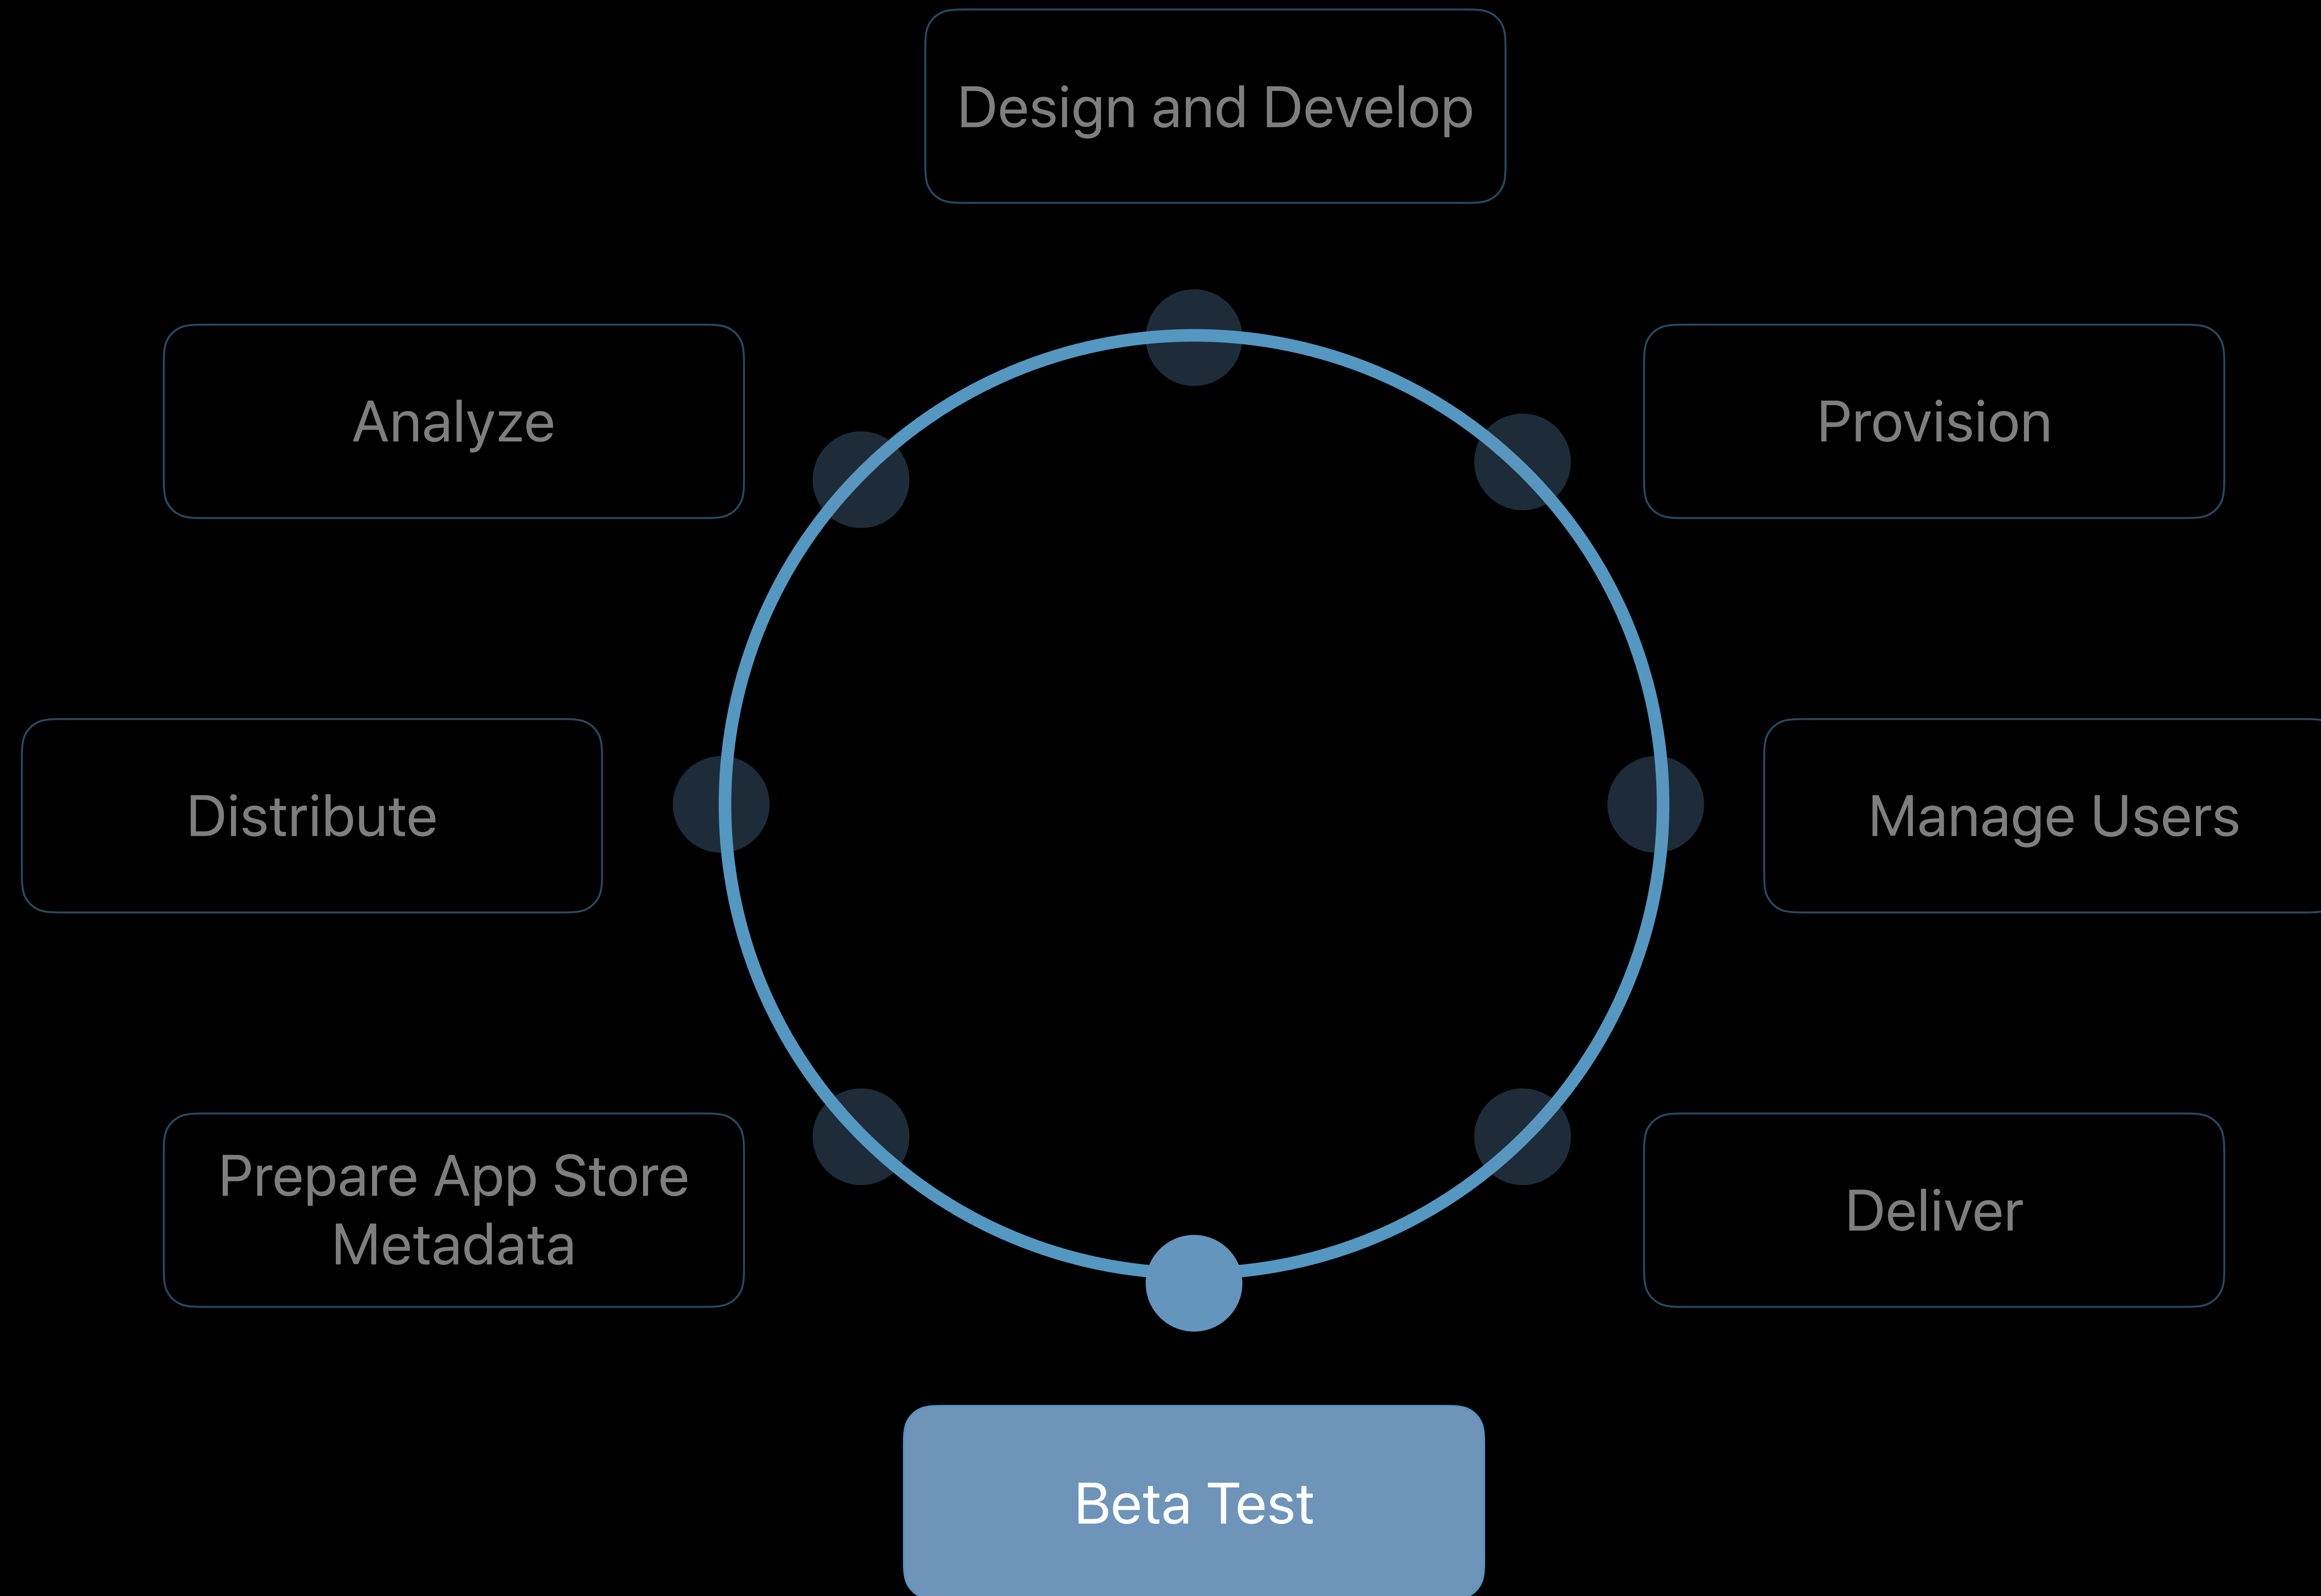 Design and Develop
Analyze
Provision
Distribute
Manage Users
Prepare App Store
Metadata
Deliver
Beta Test